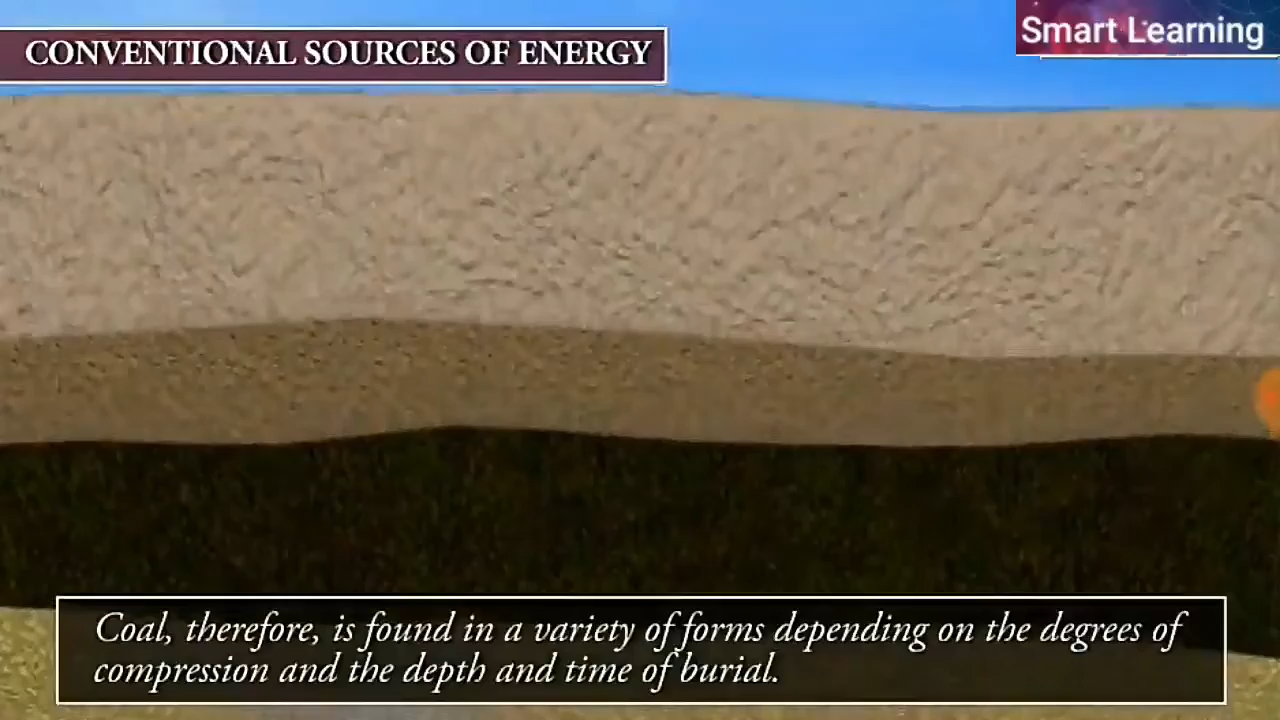 CONVENTIONAL SOURCES OF ENERGY
Smart Learning
Coal, therefore, is found in a variety of forms depending on the degrees of
compression and the depth and time of burial.